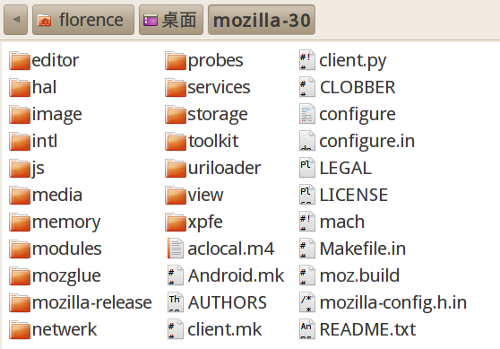 florence 桌面 mozilla-30
editor
hal
image
intl
js
media
memory
modules
mozglue
mozilla-release
netwerk
probes
services
storage
toolkit
uriloader
view
xpfe
aclocal.m4
Android.mk
AUTHORS
client.mk
client.py
CLOBBER
configure
configure.in
LEGAL
LICENSE
mach
Makefile.in
moz.build
mozilla-config.h.in
README.txt